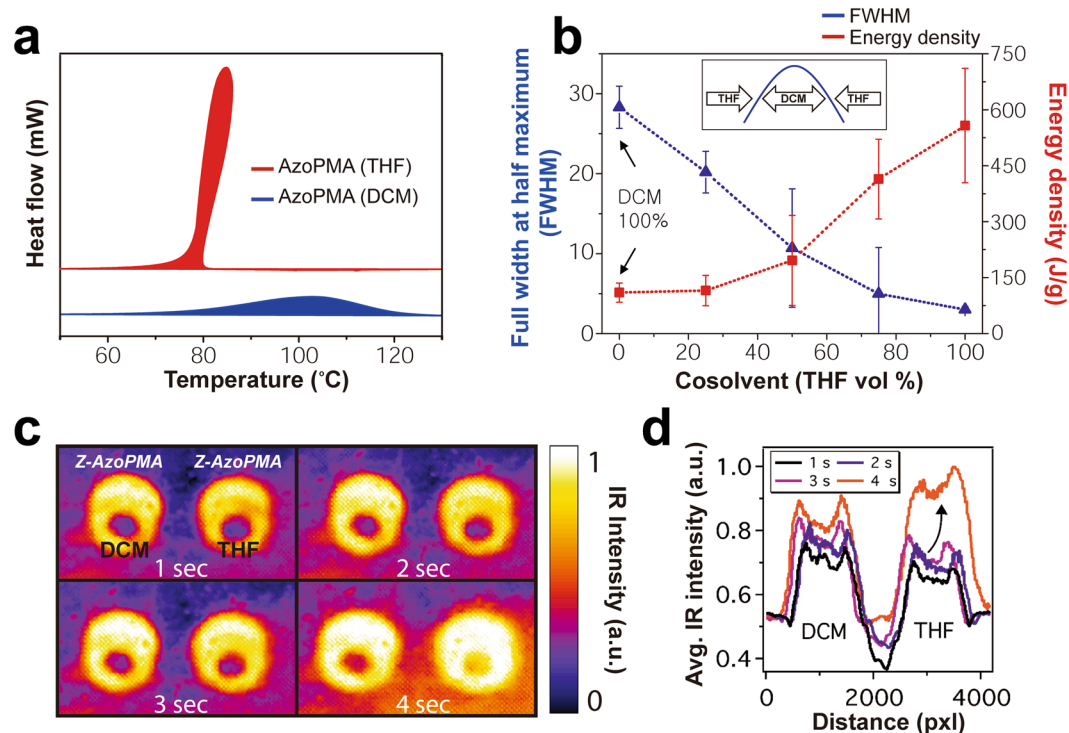 a
Heat flow (mW)
AzoPMA (THF)
AzoPMA (DCM)
60
80
100
120
Temperature (°C)
b
FWHM
Energy density
Full width at half maximum
(FWHM)
30
20
10
0
THF
DCM
THF
DCM
100%
750
600
450
300
150
0
Energy density
(J/g)
0
20
40
60
80
100
Cosolvent (THF vol %)
c
Z-AzoPMA
Z-AzoPMA
DCM
THF
1 sec
2 sec
3 sec
4 sec
1
0
IR Intensity (a.u.)
d
1 s
2 s
3 s
4 s
Avg. IR intensity (a.u.)
1.0
0.8
0.6
0.4
DCM
THF
0
2000
4000
Distance (pxl)